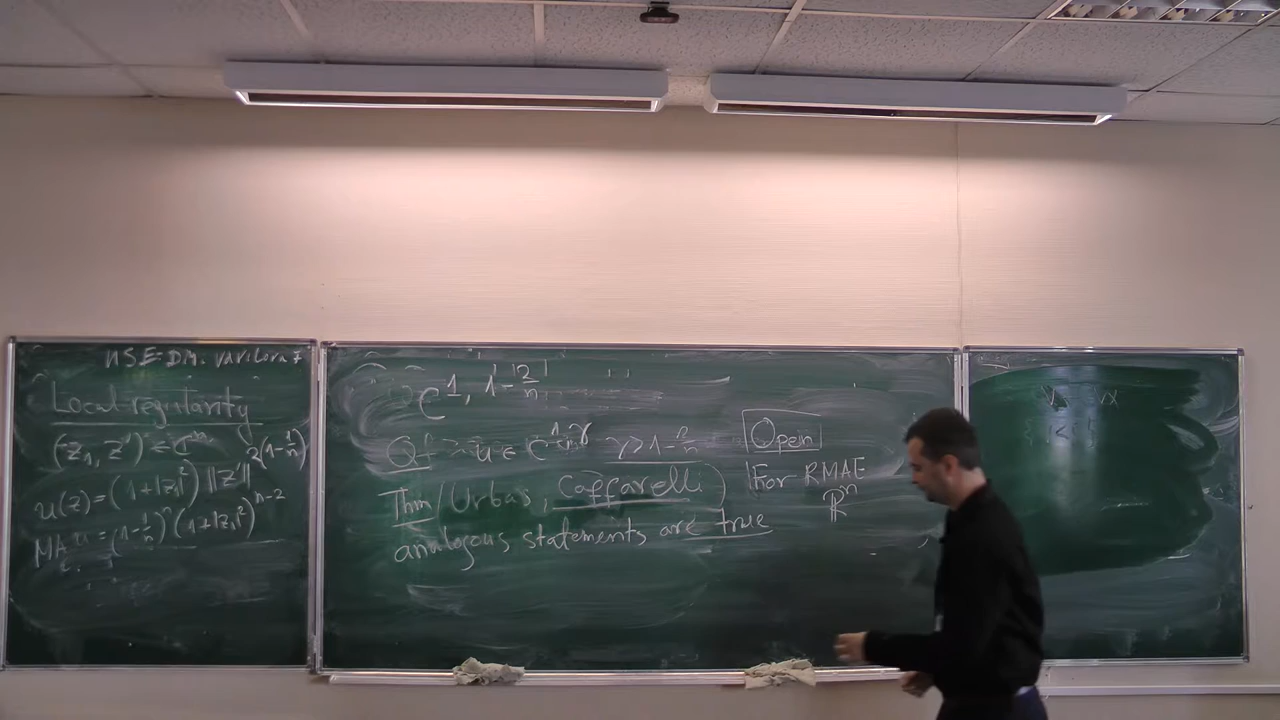 HSE: DM. VAVILOVA 7
Local regularity
(z₁, z') ∈ ℂⁿ
u(z) = (1+|z₁|²) ||z'||^{2(1-1/n)}
MA u = (1-1/n)ⁿ (1+|z₁|²)^{n-2}
C^{1, 1-2/n}
Q: u ∈ C^{1,γ} γ > 1-2/n
Open
Thm (Urbas, Caffarelli) For RMAE
ℝⁿ
analogous statements are true